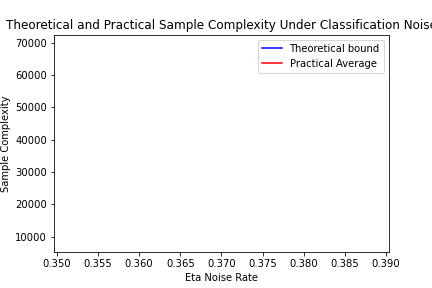 Theoretical and Practical Sample Complexity Under Classification Noise
Theoretical bound
Practical Average
Sample Complexity
70000
60000
50000
40000
30000
20000
10000
0.350 0.355 0.360 0.365 0.370 0.375 0.380 0.385 0.390
Eta Noise Rate